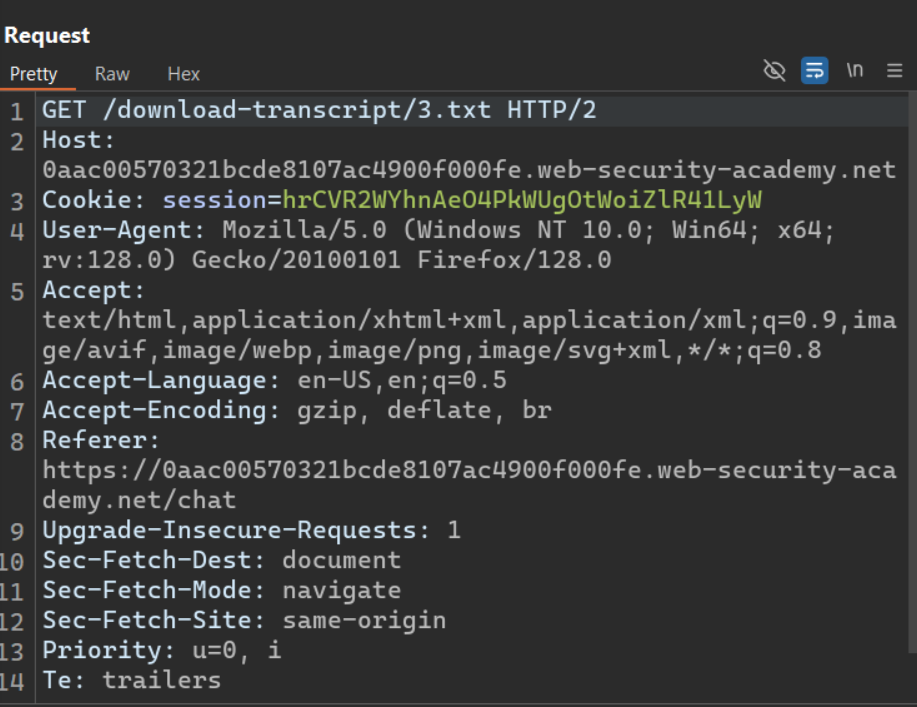 Request
Pretty Raw Hex \n
1 GET /download-transcript/3.txt HTTP/2
2 Host:
0aac00570321bcde8107ac4900f000fe.web-security-academy.net
3 Cookie: session=hrCVR2WYhnAeO4PkWUgOtWoiZlR41LyW
4 User-Agent: Mozilla/5.0 (Windows NT 10.0; Win64; x64;
rv:128.0) Gecko/20100101 Firefox/128.0
5 Accept:
text/html,application/xhtml+xml,application/xml;q=0.9,ima
ge/avif,image/webp,image/png,image/svg+xml,*/*;q=0.8
6 Accept-Language: en-US,en;q=0.5
7 Accept-Encoding: gzip, deflate, br
8 Referer:
https://0aac00570321bcde8107ac4900f000fe.web-security-aca
demy.net/chat
9 Upgrade-Insecure-Requests: 1
10 Sec-Fetch-Dest: document
11 Sec-Fetch-Mode: navigate
12 Sec-Fetch-Site: same-origin
13 Priority: u=0, i
14 Te: trailers